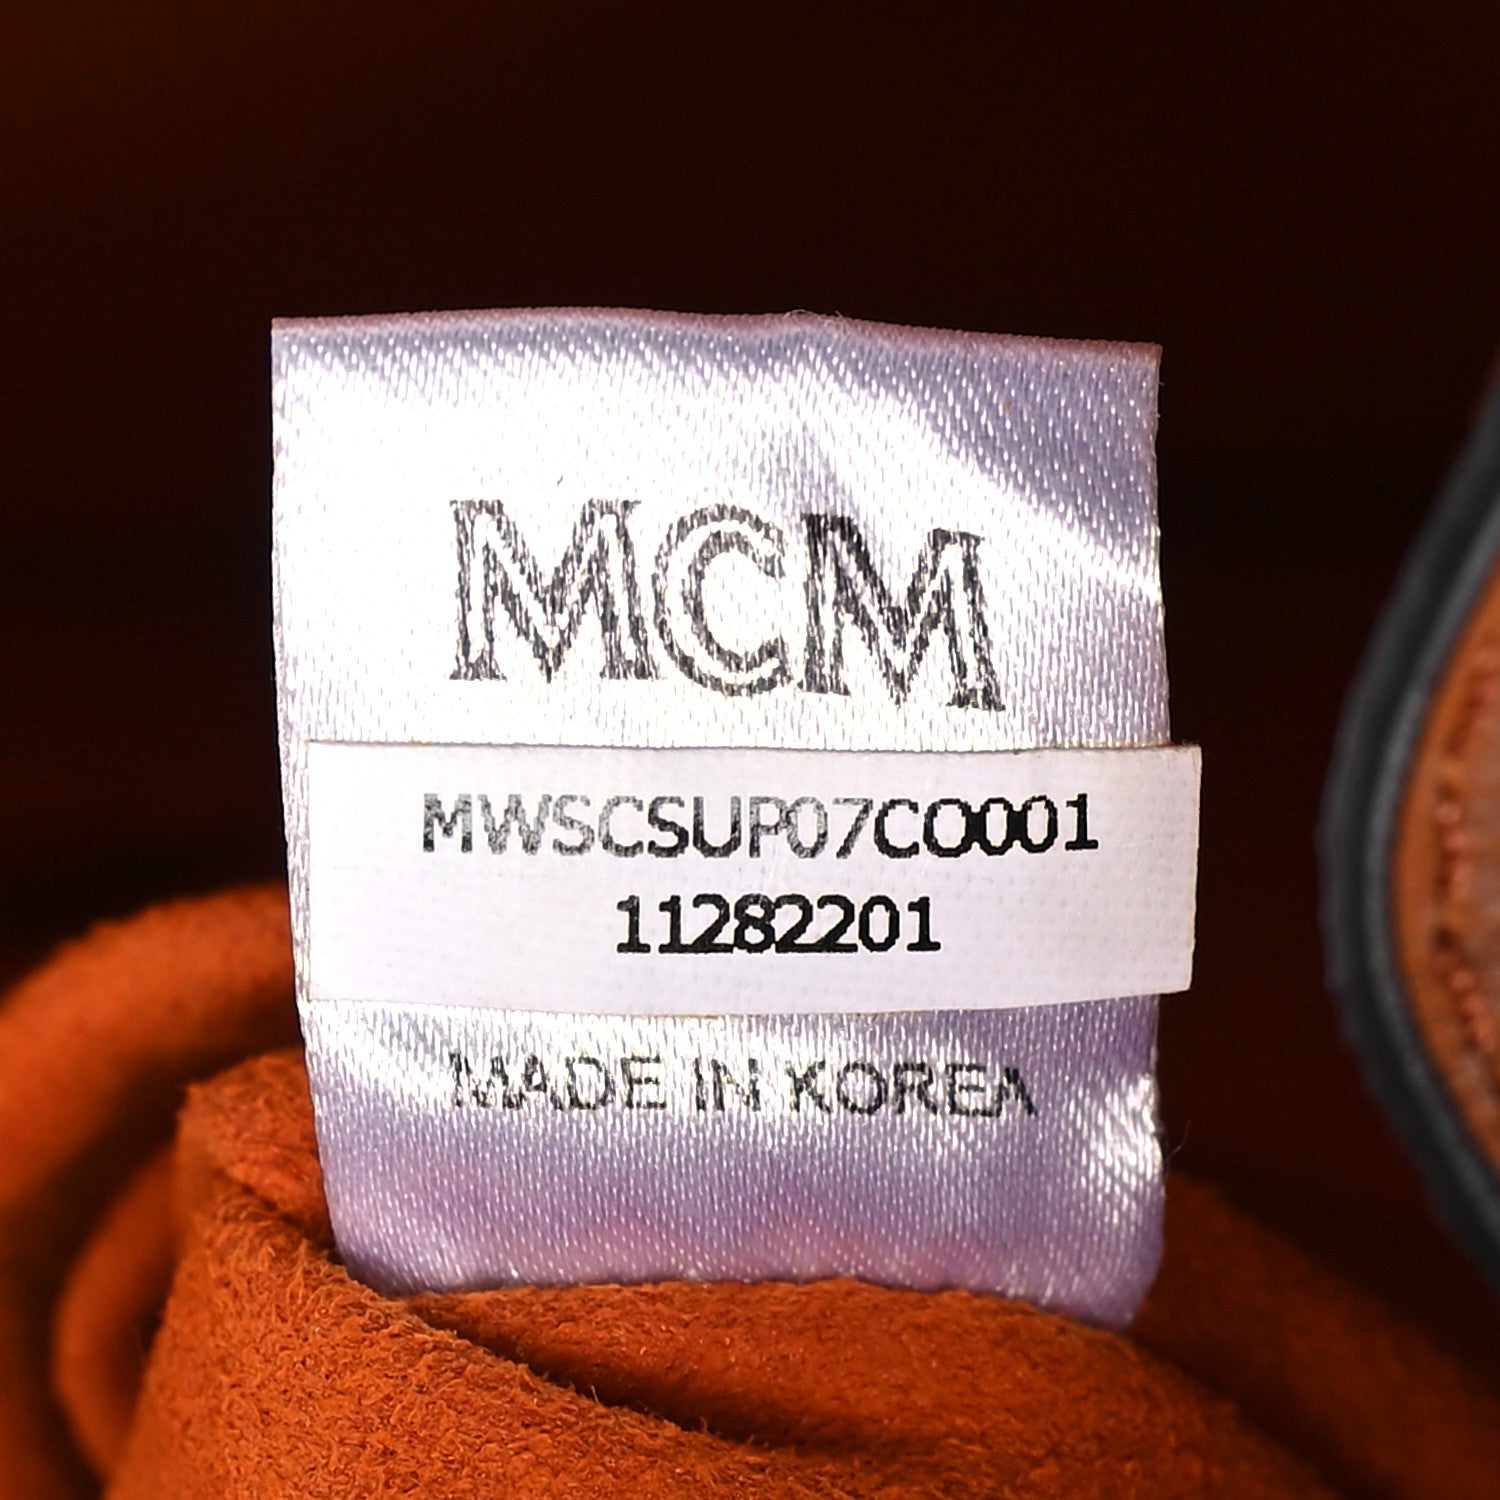 MCM
MWSCSUP07CO001
11282201
MADE IN KOREA